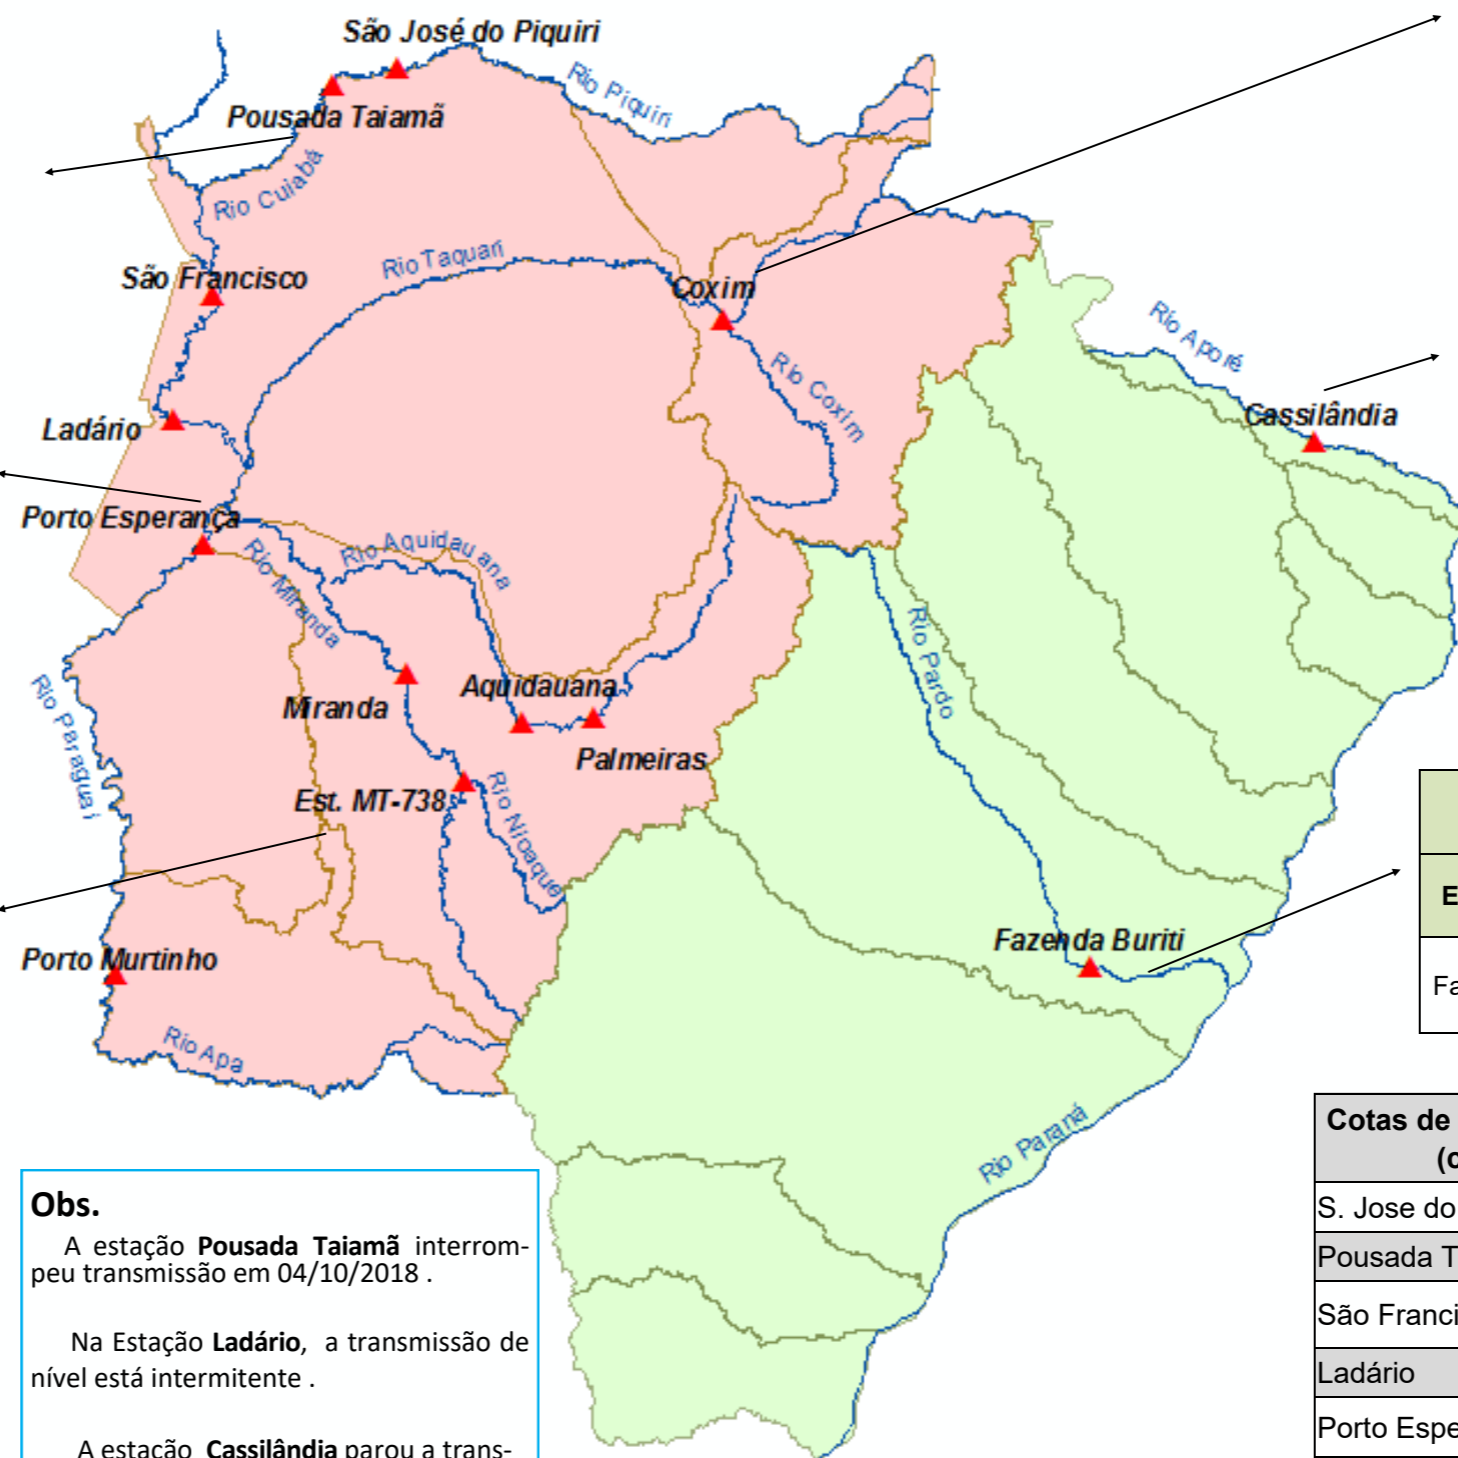 São José do Piquiri
Rio Piquiri
Pousada Taiamã
Rio Cuiabá
São Francisco
Rio Taquari
Coxim
Rio Coxim
Rio Aporé
Cassilândia
Ladário
Porto Esperança
Rio Miranda
Rio Aquidauana
Rio Pardo
Rio Paraguai
Miranda
Aquidauana
Palmeiras
Est. MT-738
Rio Nioaque
Porto Murtinho
Rio Apa
Fazenda Buriti
Rio Paraná
E
Fa
Cotas de
(c
S. Jose do
Pousada T
São Franci
Ladário
Porto Espe
Obs.
A estação Pousada Taiamã interrom-
peu transmissão em 04/10/2018 .
Na Estação Ladário, a transmissão de
nível está intermitente .
A estação Cassilândia parou a trans-